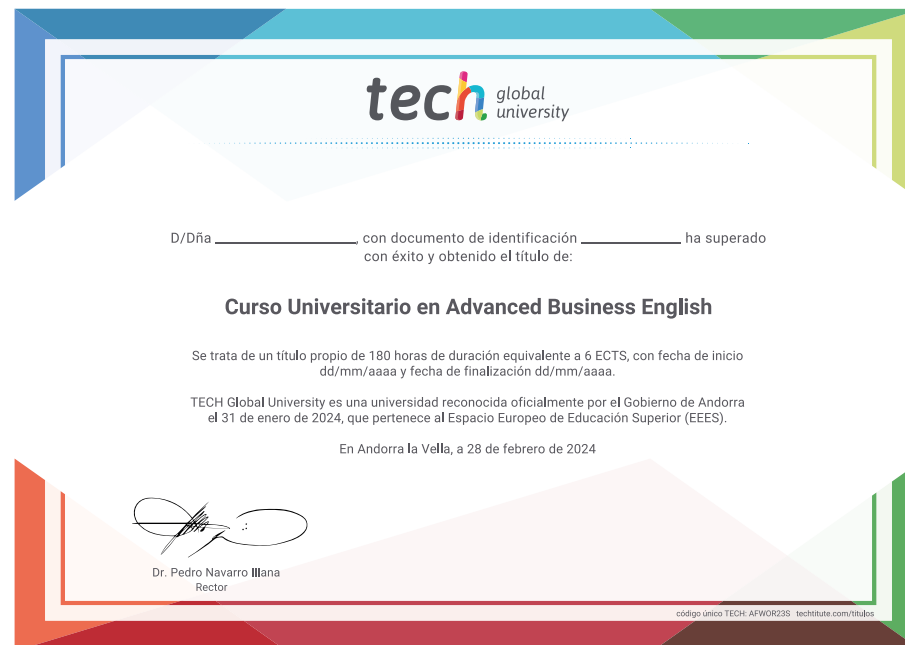 tech global
university
D/Dña ________________, con documento de identificación ____________ ha superado
con éxito y obtenido el título de:
Curso Universitario en Advanced Business English
Se trata de un título propio de 180 horas de duración equivalente a 6 ECTS, con fecha de inicio
dd/mm/aaaa y fecha de finalización dd/mm/aaaa.
TECH Global University es una universidad reconocida oficialmente por el Gobierno de Andorra
el 31 de enero de 2024, que pertenece al Espacio Europeo de Educación Superior (EEES).
En Andorra la Vella, a 28 de febrero de 2024
Dr. Pedro Navarro Illana
Rector
código único TECH: AFWOR23S techtitute.com/titulos